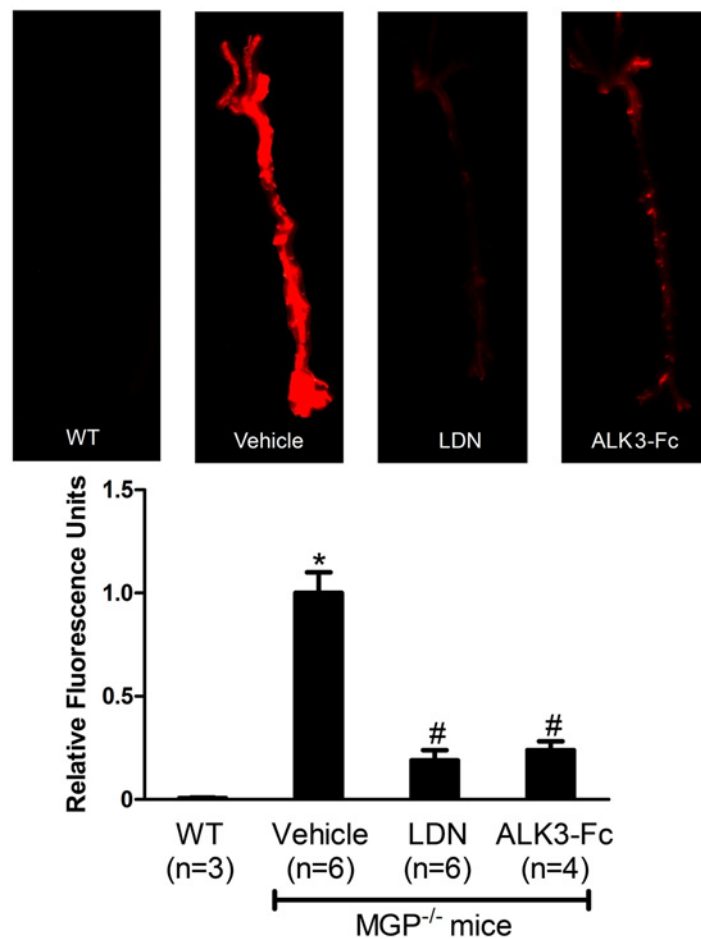 WT Vehicle LDN ALK3-Fc
Relative Fluorescence Units
1.5
1.0
0.5
0
*
#
#
WT Vehicle LDN ALK3-Fc
(n=3) (n=6) (n=6) (n=4)
MGP-/- mice